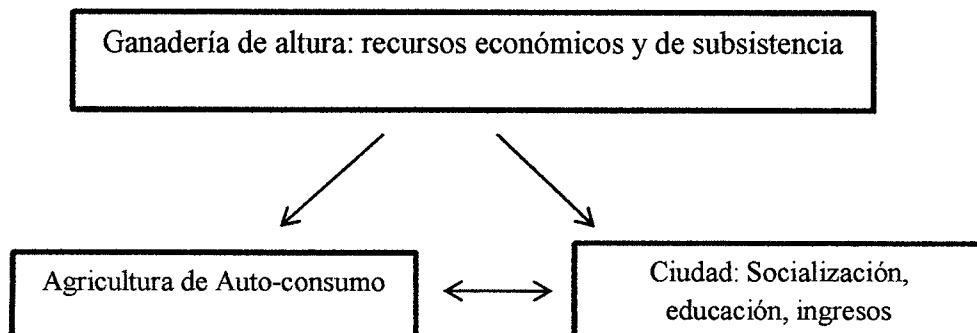 Ganadería de altura: recursos económicos y de subsistencia
Agricultura de Auto-consumo
Ciudad: Socialización,
educación, ingresos